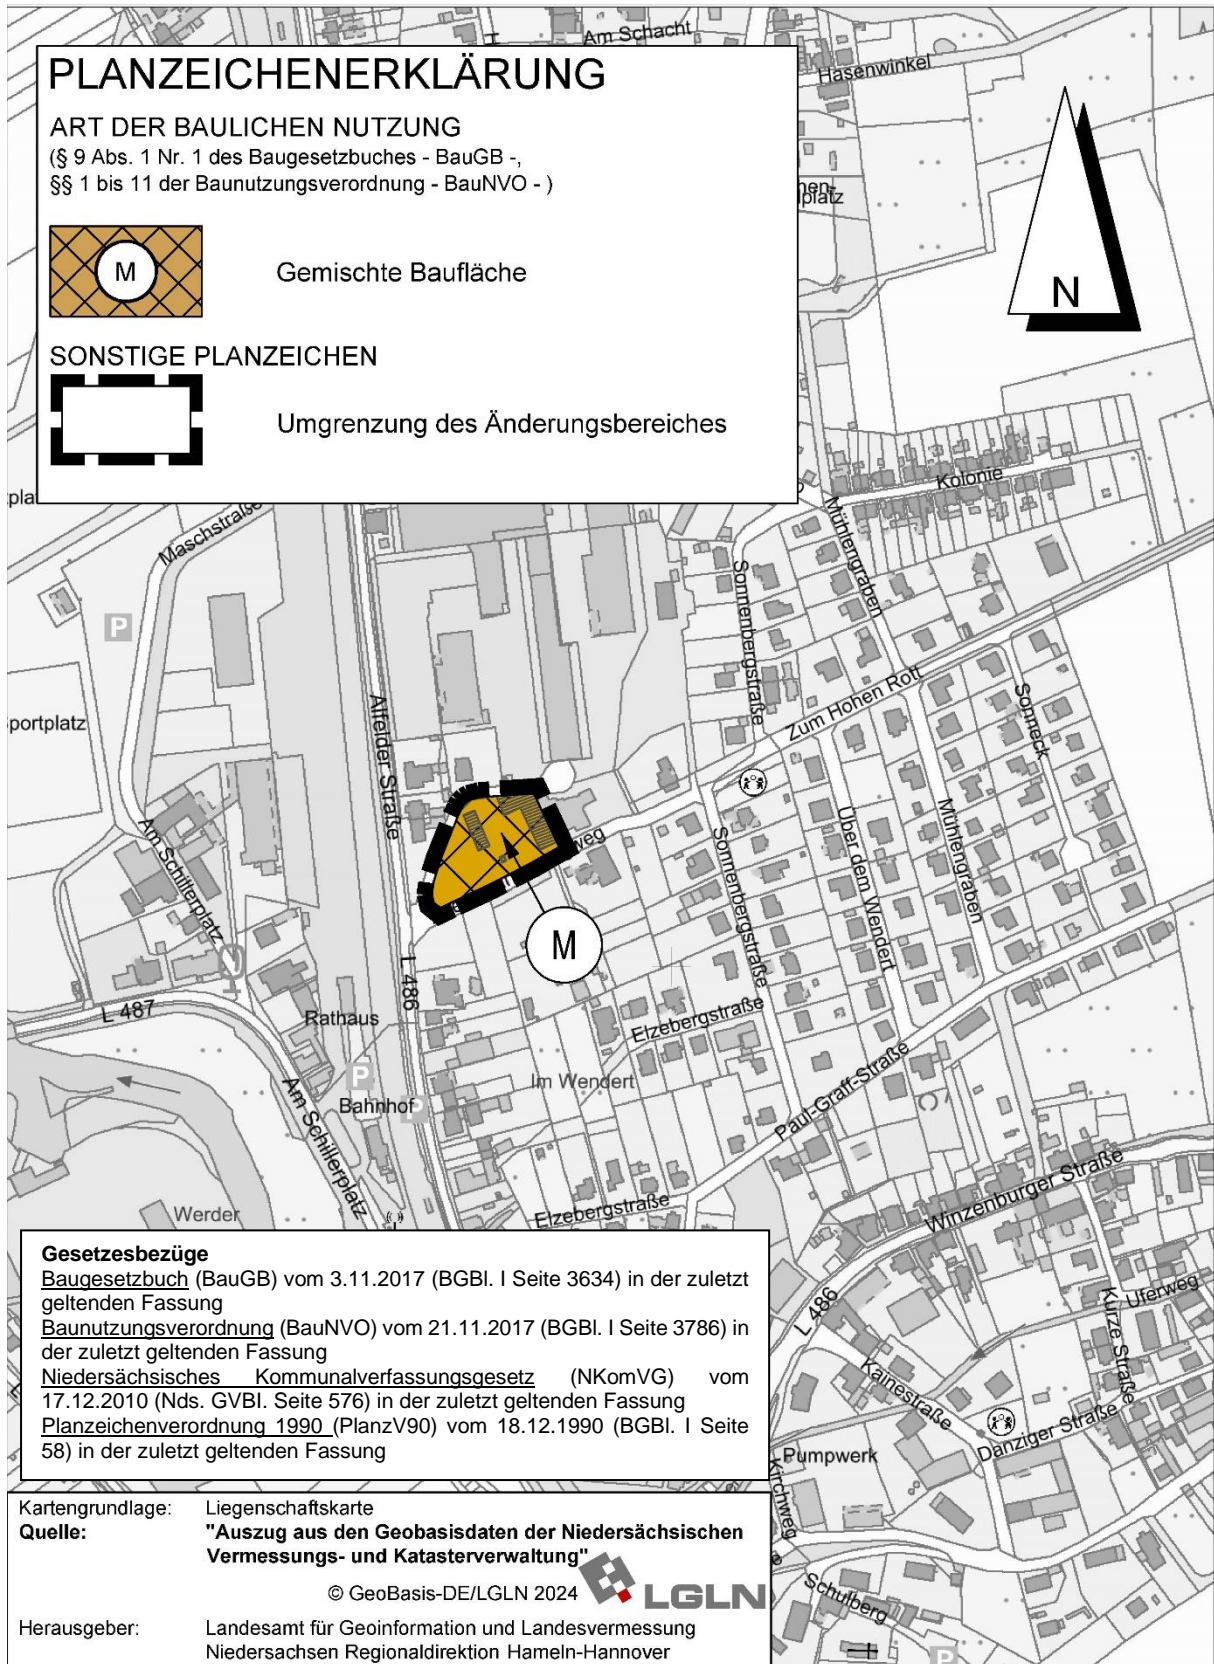 Am Schacht
Hasenwinkel
PLANZEICHENERKLÄRUNG
ART DER BAULICHEN NUTZUNG
(§ 9 Abs. 1 Nr. 1 des Baugesetzbuches - BauGB -,
§§ 1 bis 11 der Baunutzungsverordnung - BauNVO - )
M
Gemischte Baufläche
SONSTIGE PLANZEICHEN
Umgrenzung des Änderungsbereiches
N
platz
Kolonie
Maschstraße
Mühlengraben
P
Sonnenbergstraße
Zum Hohen Rott
Sonneck
portplatz
Alfelder Straße
Am Schillerplatz
weg
Über dem Wendert
Mühlengraben
Sonnenbergstraße
M
L 487
L 486
Rathaus
Elzebergstraße
P
Im Wendert
Bahnhof
P
Am Schillerplatz
Paul-Graff-Straße
Werder
Elzebergstraße
Winzenburger Straße
Gesetzesbezüge
Baugesetzbuch (BauGB) vom 3.11.2017 (BGBl. I Seite 3634) in der zuletzt
geltenden Fassung
Baunutzungsverordnung (BauNVO) vom 21.11.2017 (BGBl. I Seite 3786) in
der zuletzt geltenden Fassung
Niedersächsisches Kommunalverfassungsgesetz (NKomVG) vom
17.12.2010 (Nds. GVBl. Seite 576) in der zuletzt geltenden Fassung
Planzeichenverordnung 1990 (PlanzV90) vom 18.12.1990 (BGBl. I Seite
58) in der zuletzt geltenden Fassung
L 486
Uferweg
Kurze Straße
Kainestraße
Danziger Straße
Pumpwerk
Kirchweg
Schulberg
P
Kartengrundlage: Liegenschaftskarte
Quelle: "Auszug aus den Geobasisdaten der Niedersächsischen
Vermessungs- und Katasterverwaltung"
© GeoBasis-DE/LGLN 2024 LGLN
Herausgeber: Landesamt für Geoinformation und Landesvermessung
Niedersachsen Regionaldirektion Hameln-Hannover